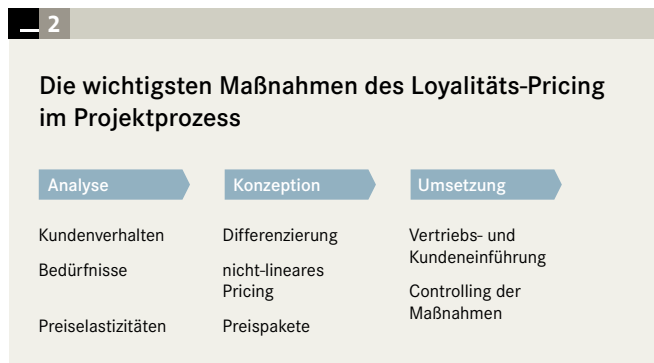 2
Die wichtigsten Maßnahmen des Loyalitäts-Pricing
im Projektprozess
Analyse
Kundenverhalten
Bedürfnisse
Preiselastizitäten
Konzeption
Differenzierung
nicht-lineares
Pricing
Preispakete
Umsetzung
Vertriebs- und
Kundeneinführung
Controlling der
Maßnahmen